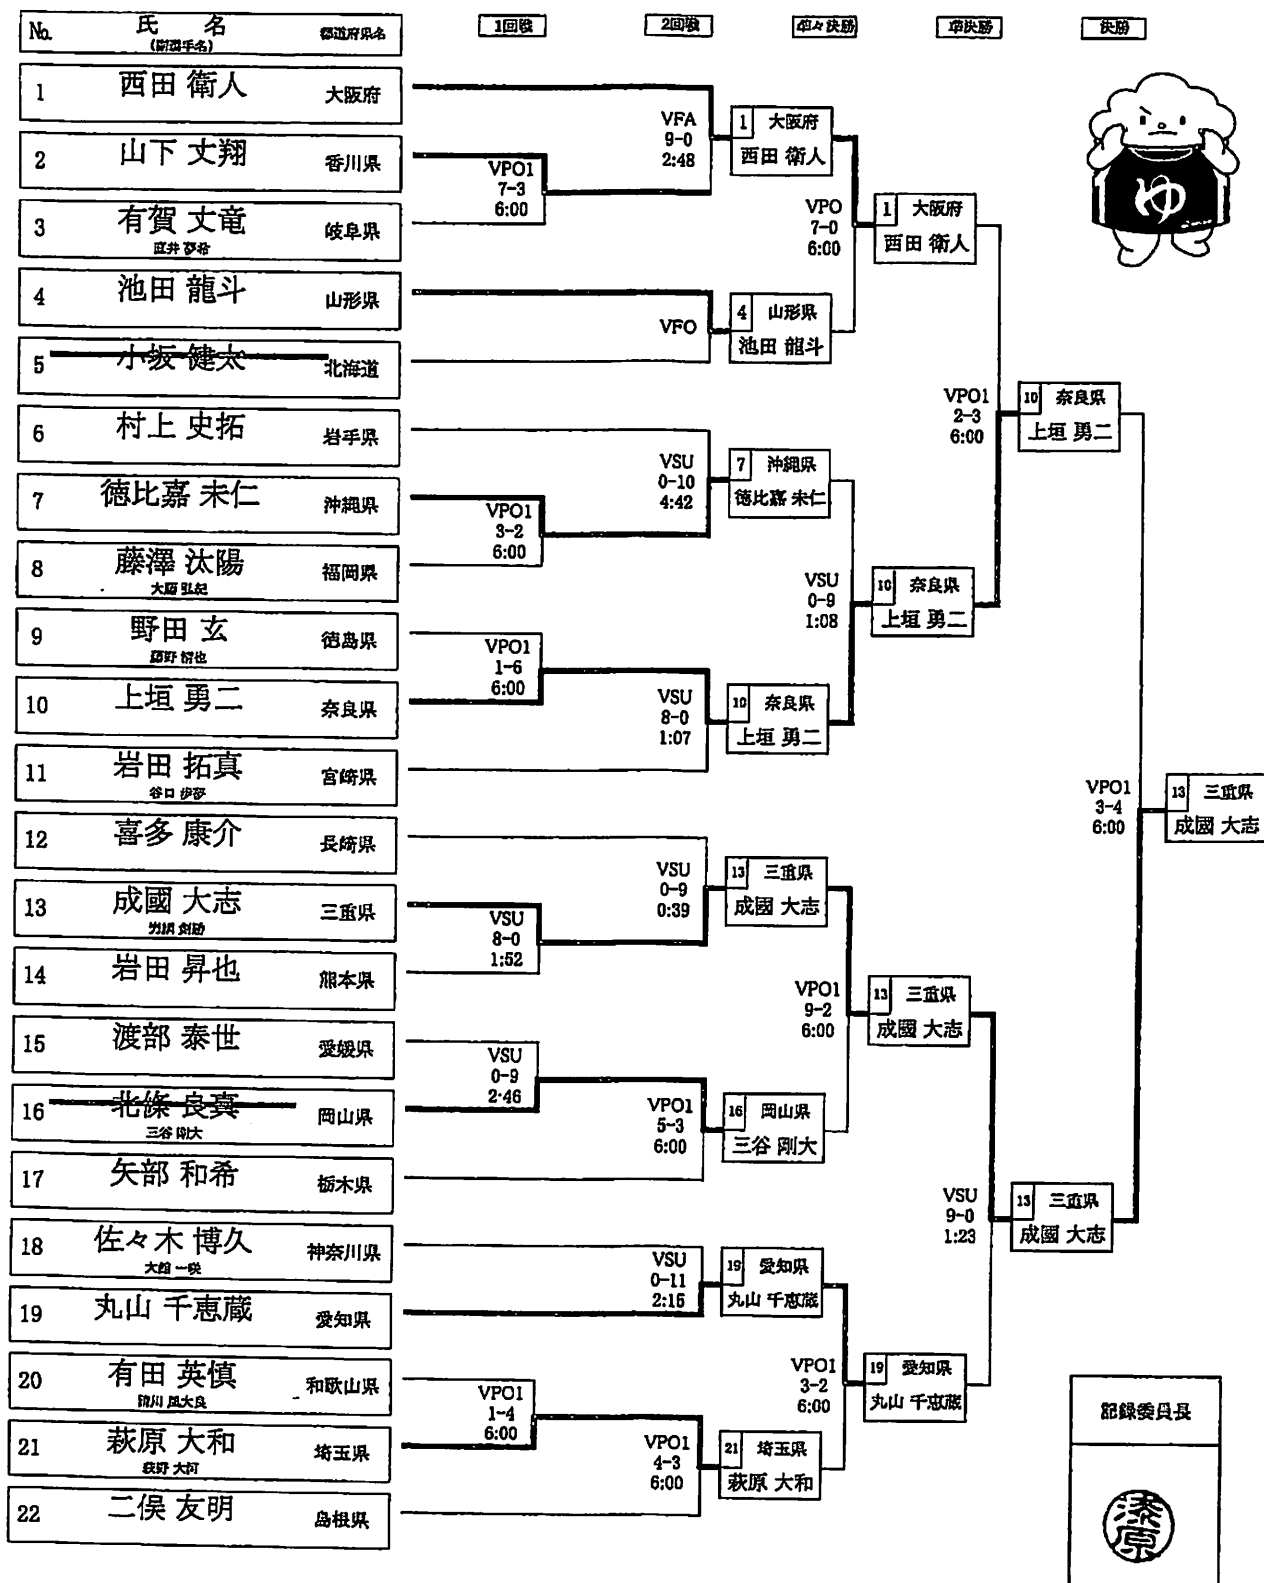 No. 氏 名 都道府県名 1回戦 2回戦 準々決勝 準決勝 決勝
(副選手名)
1 西田 衛人 大阪府
2 山下 丈翔 香川県
3 有賀 丈竜 岐阜県
4 池田 龍斗 山形県
5 小坂 健太 北海道
6 村上 史拓 岩手県
7 徳比嘉 未仁 沖縄県
8 藤澤 汰陽 福岡県
9 野田 玄 徳島県
10 上垣 勇二 奈良県
11 岩田 拓真 宮崎県
谷口 歩夢
12 喜多 康介 長崎県
13 成國 大志 三重県
14 岩田 昇也 熊本県
15 渡部 泰世 愛媛県
16 北條 良真 岡山県
三谷 剛大
17 矢部 和希 栃木県
18 佐々木 博久 神奈川県
19 丸山 千恵蔵 愛知県
20 有田 英慎 和歌山県
21 萩原 大和 埼玉県
22 二俣 友明 島根県
VPO1
7-3
6:00
VPO1
3-2
6:00
VPO1
1-6
6:00
VSU
8-0
1:52
VSU
0-9
2:46
VPO1
1-4
6:00
VFA
9-0
2:48
VFO
VSU
0-10
4:42
VSU
8-0
1:07
VSU
0-9
0:39
VPO1
5-3
6:00
VSU
0-11
2:15
VPO1
4-3
6:00
1 大阪府
西田 衛人
4 山形県
池田 龍斗
7 沖縄県
徳比嘉 未仁
10 奈良県
上垣 勇二
13 三重県
成國 大志
16 岡山県
三谷 剛大
19 愛知県
丸山 千恵蔵
21 埼玉県
萩原 大和
VPO
7-0
6:00
VSU
0-9
1:08
VPO1
9-2
6:00
VPO1
3-2
6:00
1 大阪府
西田 衛人
10 奈良県
上垣 勇二
13 三重県
成國 大志
19 愛知県
丸山 千恵蔵
VPO1
2-3
6:00
VSU
9-0
1:23
10 奈良県
上垣 勇二
13 三重県
成國 大志
VPO1
3-4
6:00
13 三重県
成國 大志
ゆ
記録委員長
漆原